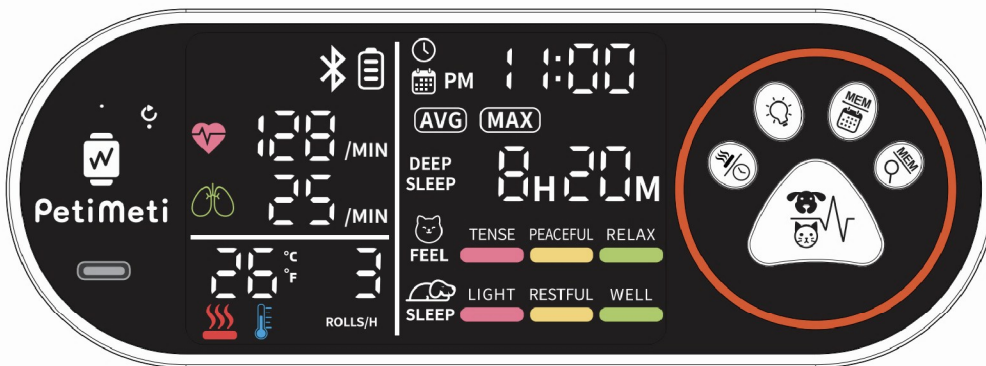 PetiMeti
128 /MIN
25 /MIN
26 °C °F
3
ROLLS/H
PM 11:00
AVG MAX
DEEP SLEEP 8H20M
FEEL TENSE PEACEFUL RELAX
SLEEP LIGHT RESTFUL WELL
MEM
MEM